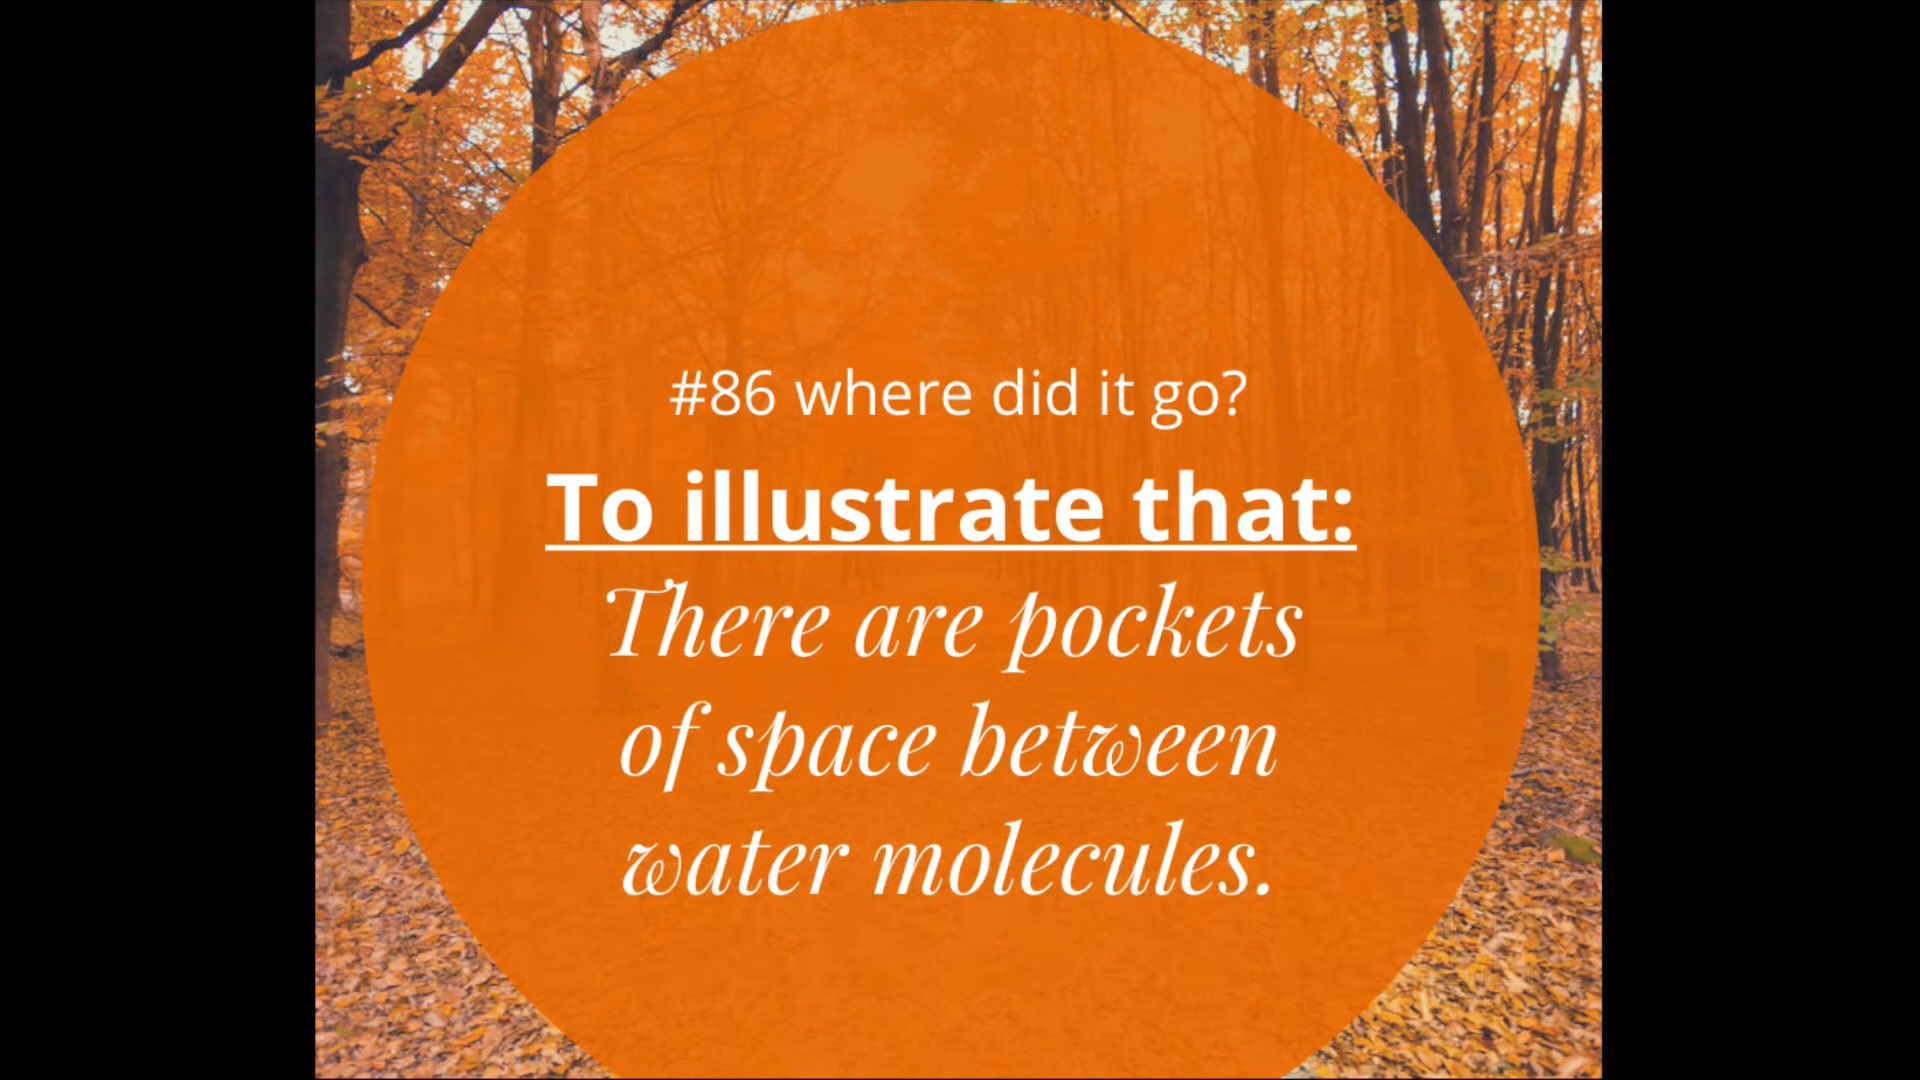 #86 where did it go?
To illustrate that:
There are pockets
of space between
water molecules.